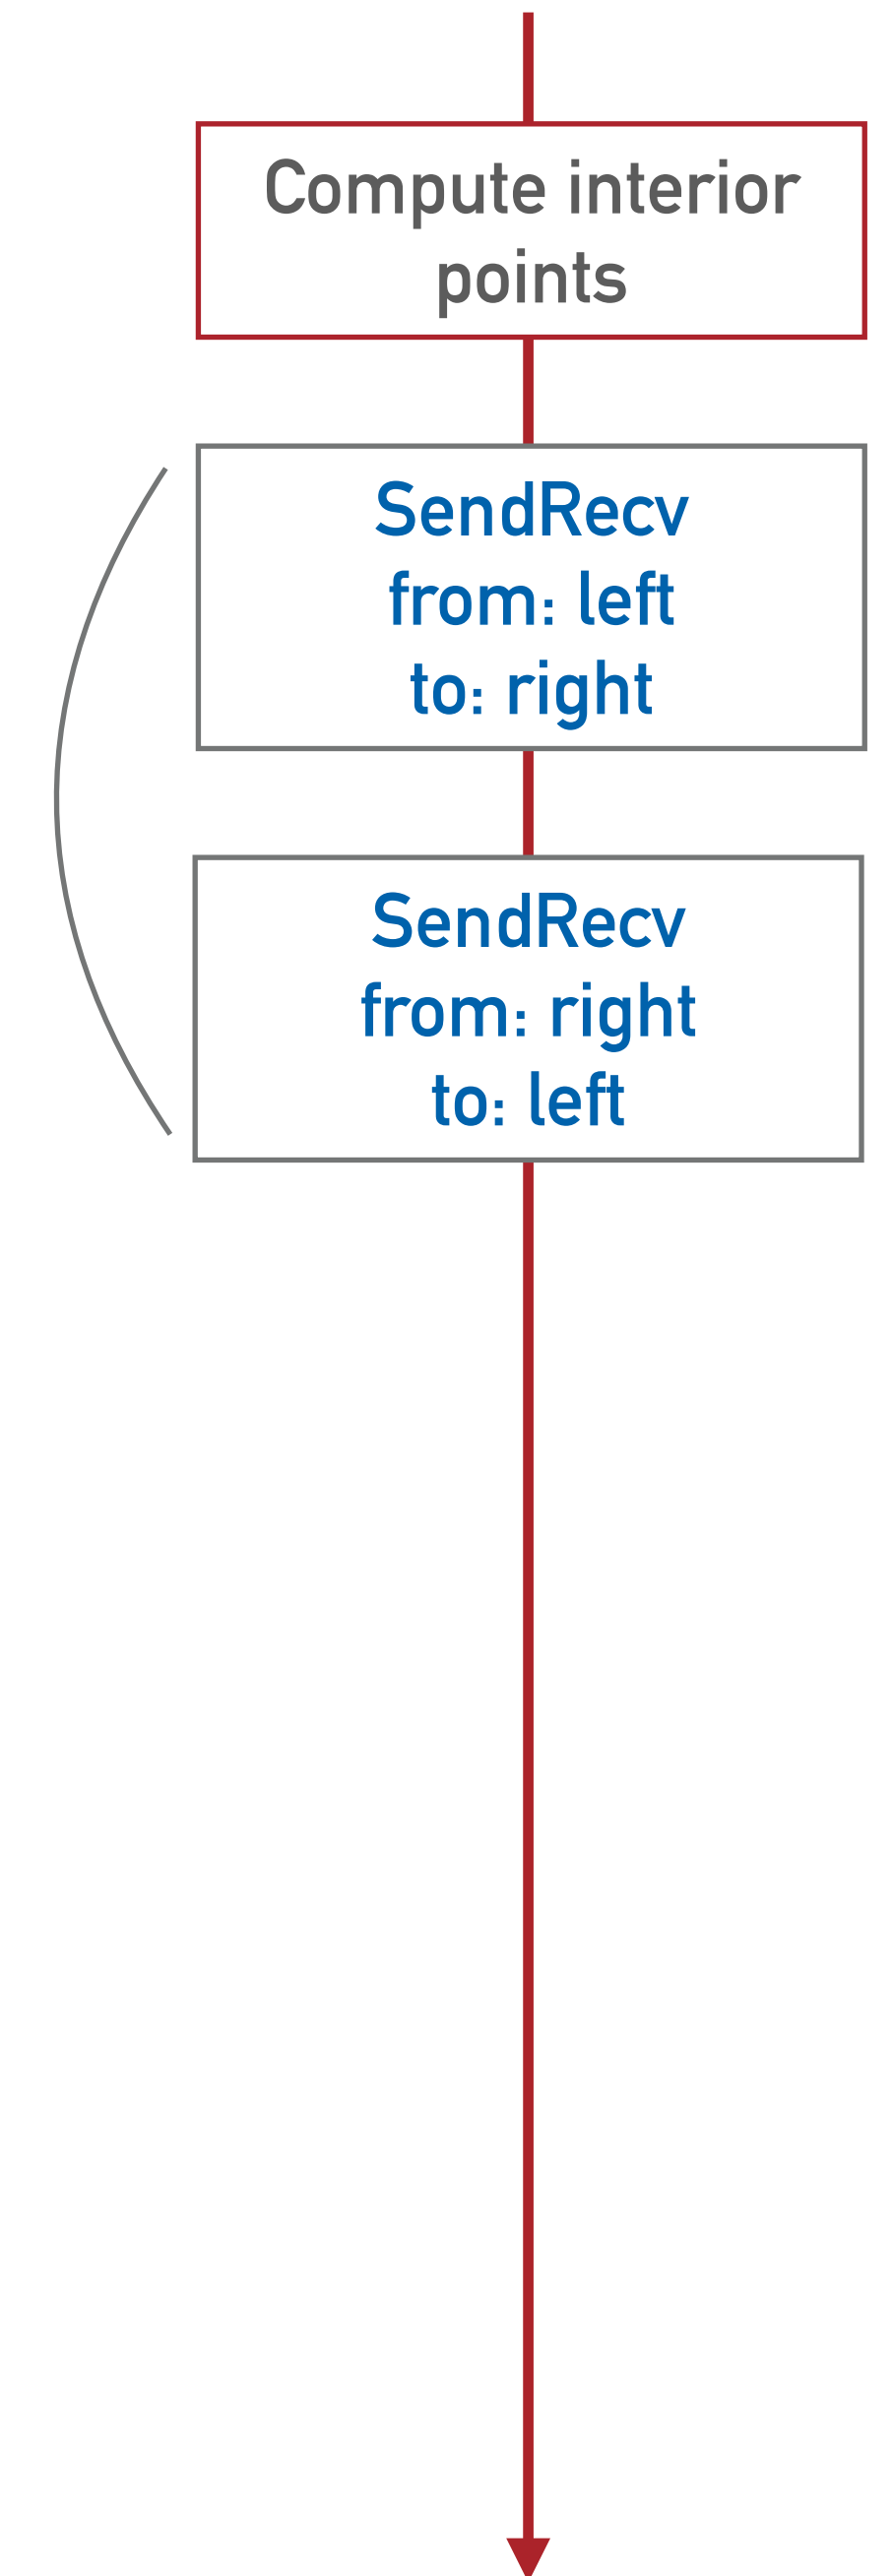 Compute interior
points
SendRecv
from: left
to: right
SendRecv
from: right
to: left